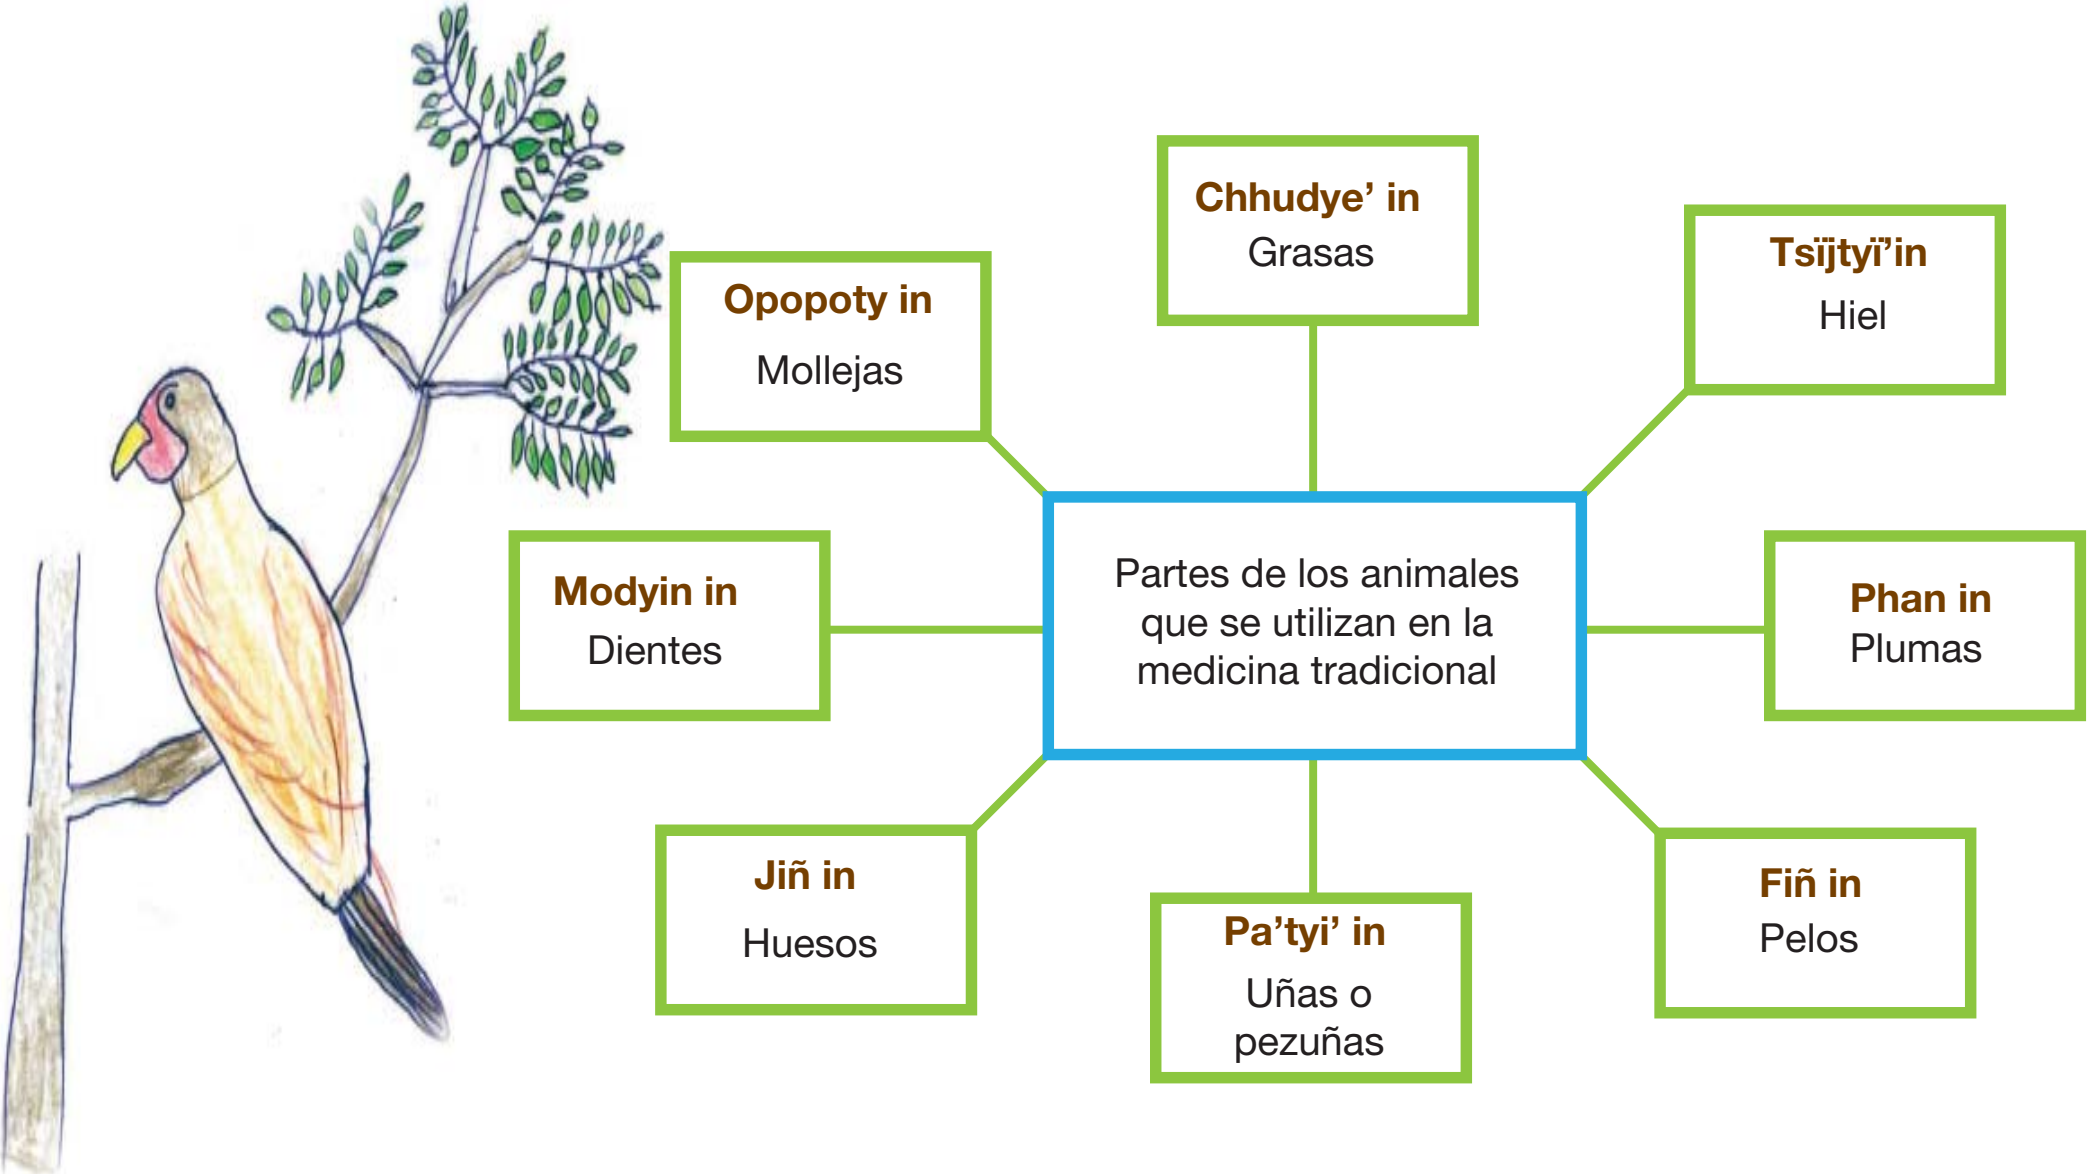 Chhudye’ in
Grasas
Tsïjtyï’in
Hiel
Opopoty in
Mollejas
Partes de los animales
que se utilizan en la
medicina tradicional
Modyin in
Dientes
Phan in
Plumas
Jiñ in
Huesos
Pa’tyi’ in
Uñas o
pezuñas
Fiñ in
Pelos